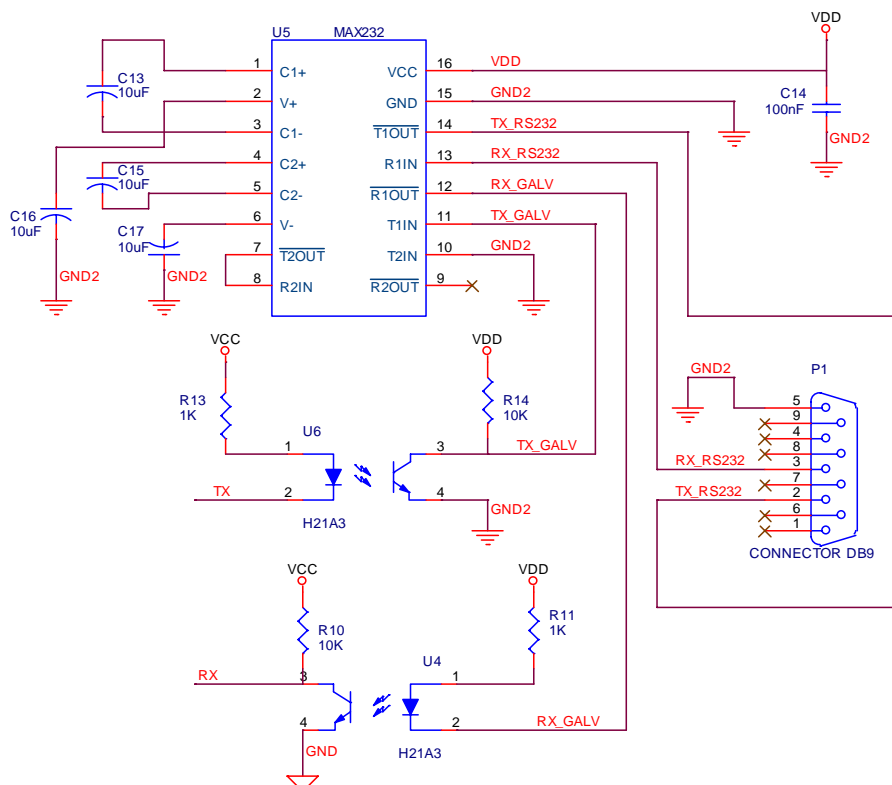 U5 MAX232
VDD
1 C1+ VCC 16 VDD
C13
10uF
2 V+ GND 15 GND2
C14
100nF
3 C1- T1OUT 14 TX_RS232
GND2
4 C2+ R1IN 13 RX_RS232
C15
10uF
5 C2- R1OUT 12 RX_GALV
C16
10uF
6 V- T1IN 11 TX_GALV
C17
10uF
7 T2OUT T2IN 10 GND2
GND2
GND2
8 R2IN R2OUT 9
VCC
VDD
P1
GND2
R13
1K
R14
10K
5
9
4
8
RX_RS232 3
7
TX_RS232 2
6
1
CONNECTOR DB9
U6
1
3 TX_GALV
TX 2
4
GND2
H21A3
VCC
VDD
R10
10K
R11
1K
U4
RX 3
1
4
2 RX_GALV
GND
H21A3